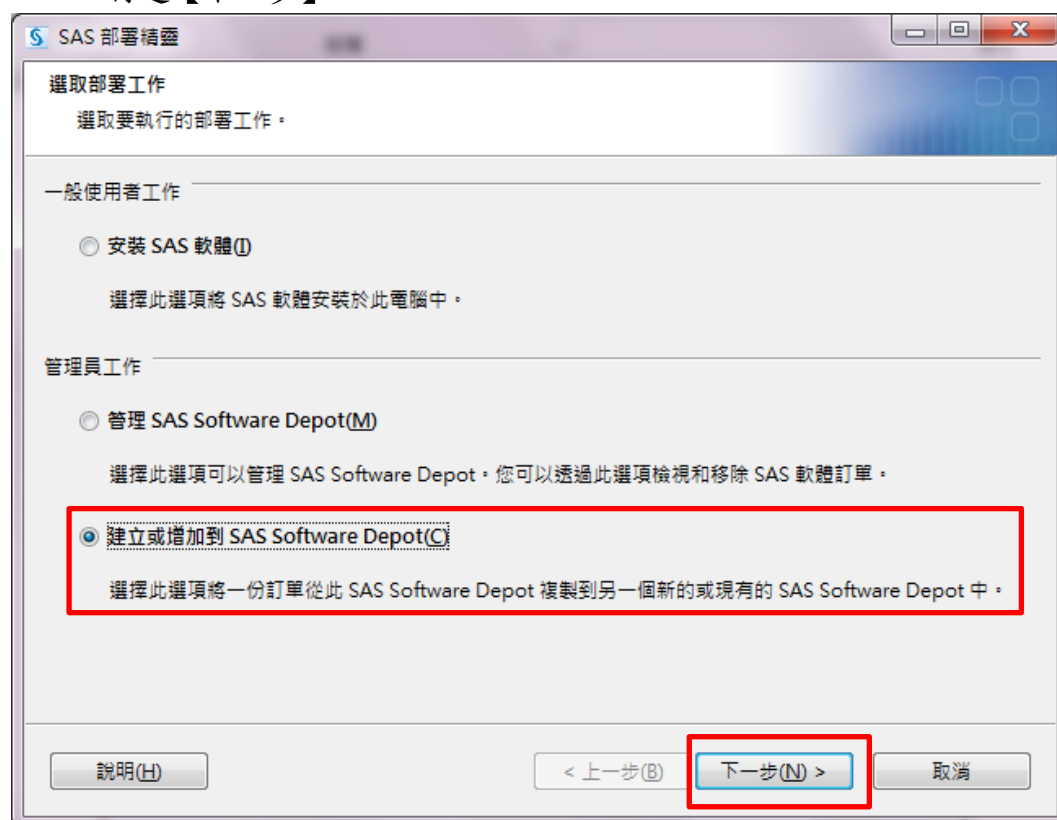 SAS 部署精靈
選取部署工作
選取要執行的部署工作。
一般使用者工作
安裝 SAS 軟體(I)
選擇此選項將 SAS 軟體安裝於此電腦中。
管理員工作
管理 SAS Software Depot(M)
選擇此選項可以管理 SAS Software Depot。您可以透過此選項檢視和移除 SAS 軟體訂單。
建立或增加到 SAS Software Depot(C)
選擇此選項將一份訂單從此 SAS Software Depot 複製到另一個新的或現有的 SAS Software Depot 中。
說明(H) < 上一步(B) 下一步(N) > 取消